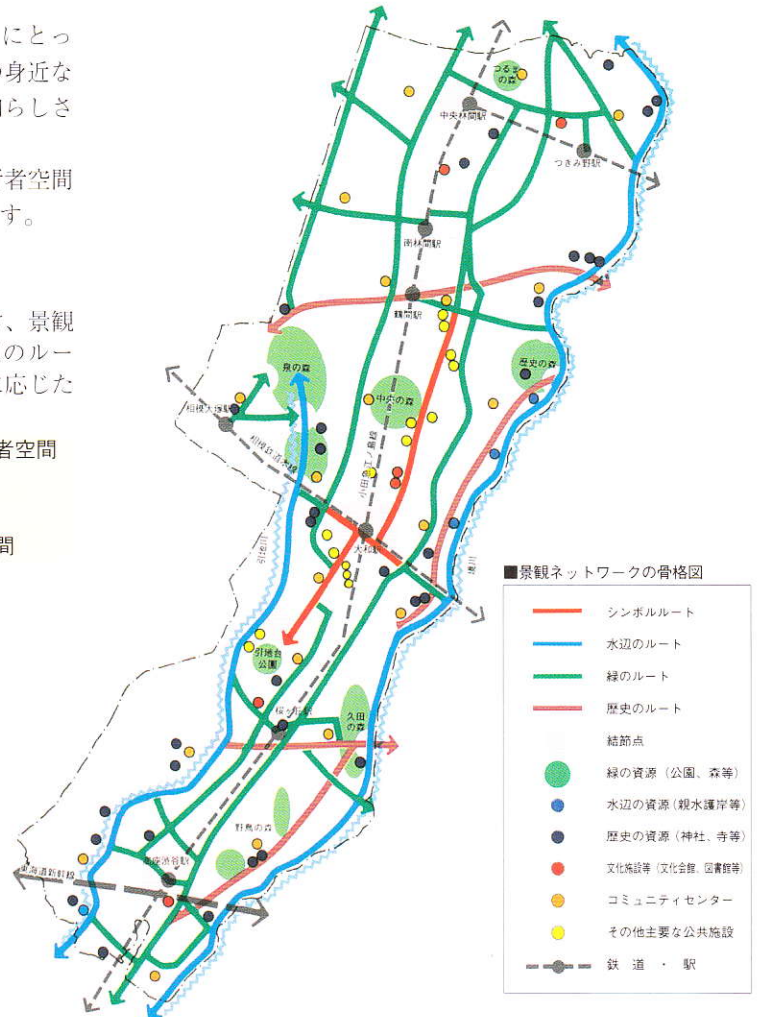 にとっ
身近な
らしさ
者空間
す。
、景観
のルー
応じた
者空間
間
つるまの森
中央林間駅
つきみ野駅
南林間駅
鶴間駅
泉の森
歴史の森
中央の森
相模大塚駅
相模鉄道本線
小田急江ノ島線
大和駅
引地川
境川
引地台
公園
桜ヶ丘駅
久田
の森
野鳥の森
高座渋谷駅
東海道新幹線
■景観ネットワークの骨格図
シンボルルート
水辺のルート
緑のルート
歴史のルート
結節点
緑の資源（公園、森等）
水辺の資源（親水護岸等）
歴史の資源（神社、寺等）
文化施設等（文化会館、図書館等）
コミュニティセンター
その他主要な公共施設
鉄道・駅